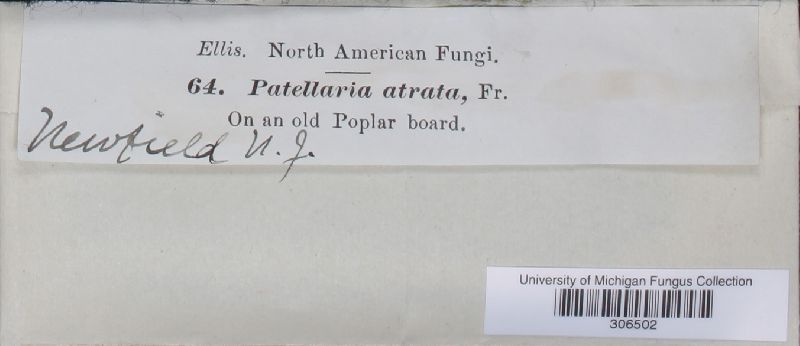 Ellis. North American Fungi.
64. Patellaria atrata, Fr.
On an old Poplar board.
Newfield N. J.
University of Michigan Fungus Collection
306502